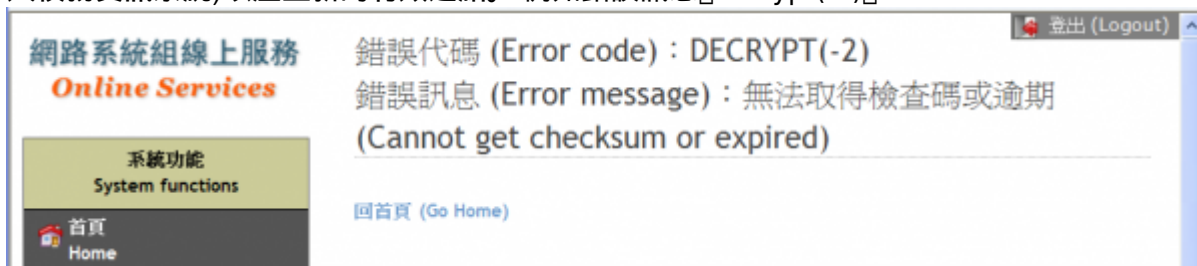 登出 (Logout)
網路系統組線上服務
Online Services
錯誤代碼 (Error code)：DECRYPT(-2)
錯誤訊息 (Error message)：無法取得檢查碼或逾期
(Cannot get checksum or expired)
系統功能
System functions
回首頁 (Go Home)
首頁
Home